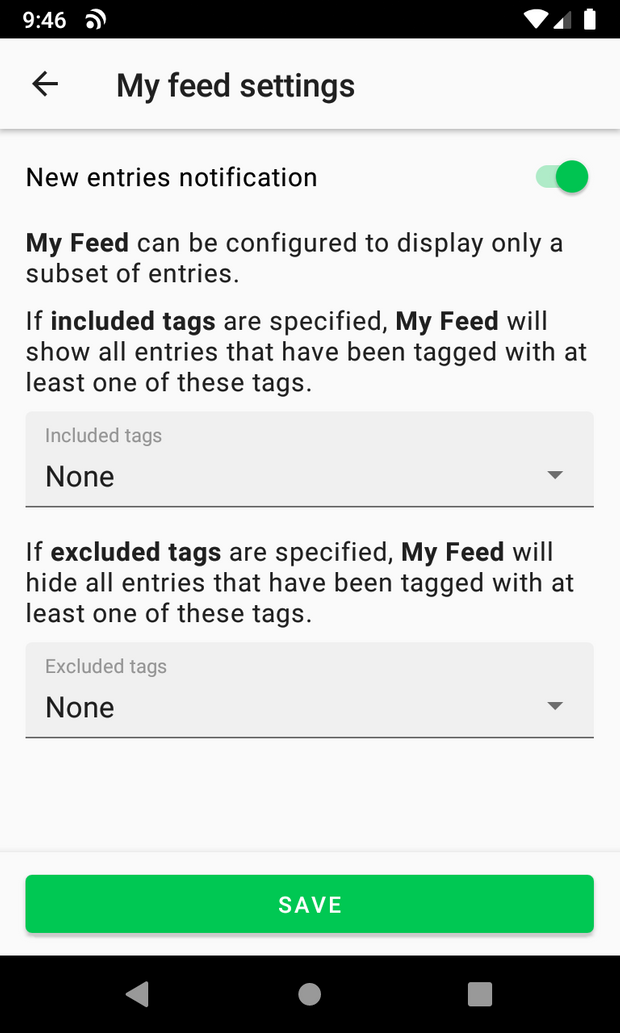 9:46
My feed settings
New entries notification
My Feed can be configured to display only a
subset of entries.
If included tags are specified, My Feed will
show all entries that have been tagged with at
least one of these tags.
Included tags
None
If excluded tags are specified, My Feed will
hide all entries that have been tagged with at
least one of these tags.
Excluded tags
None
SAVE